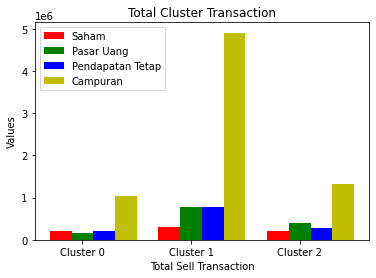 Total Cluster Transaction
1e6
Saham
Pasar Uang
Pendapatan Tetap
Campuran
5
4
3
2
1
0
Values
Cluster 0
Cluster 1
Cluster 2
Total Sell Transaction